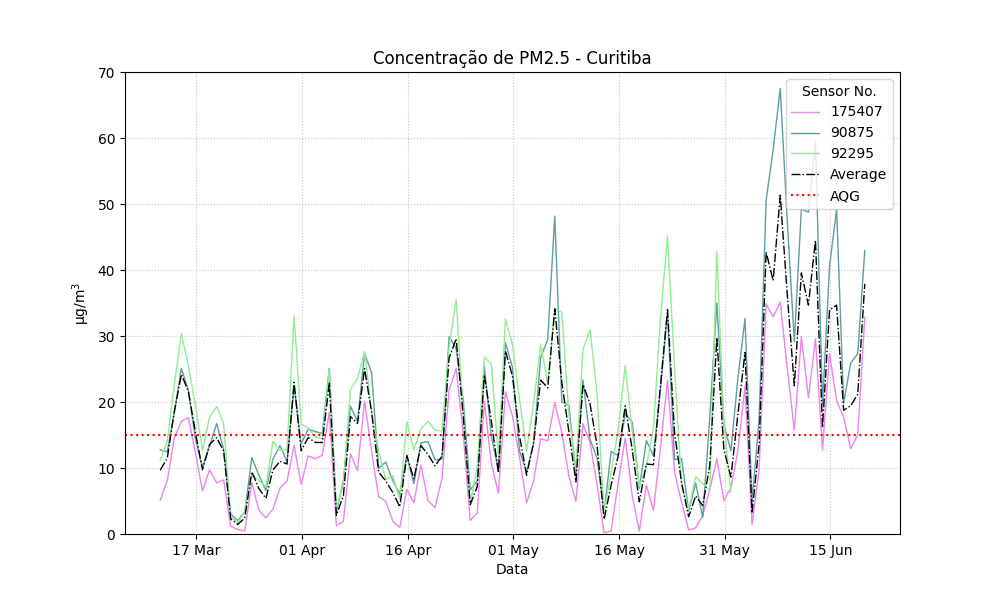 Concentração de PM2.5 - Curitiba
70
60
50
40
30
20
10
0
µg/m³
Sensor No.
175407
90875
92295
Average
AQG
17 Mar
01 Apr
16 Apr
01 May
16 May
31 May
15 Jun
Data